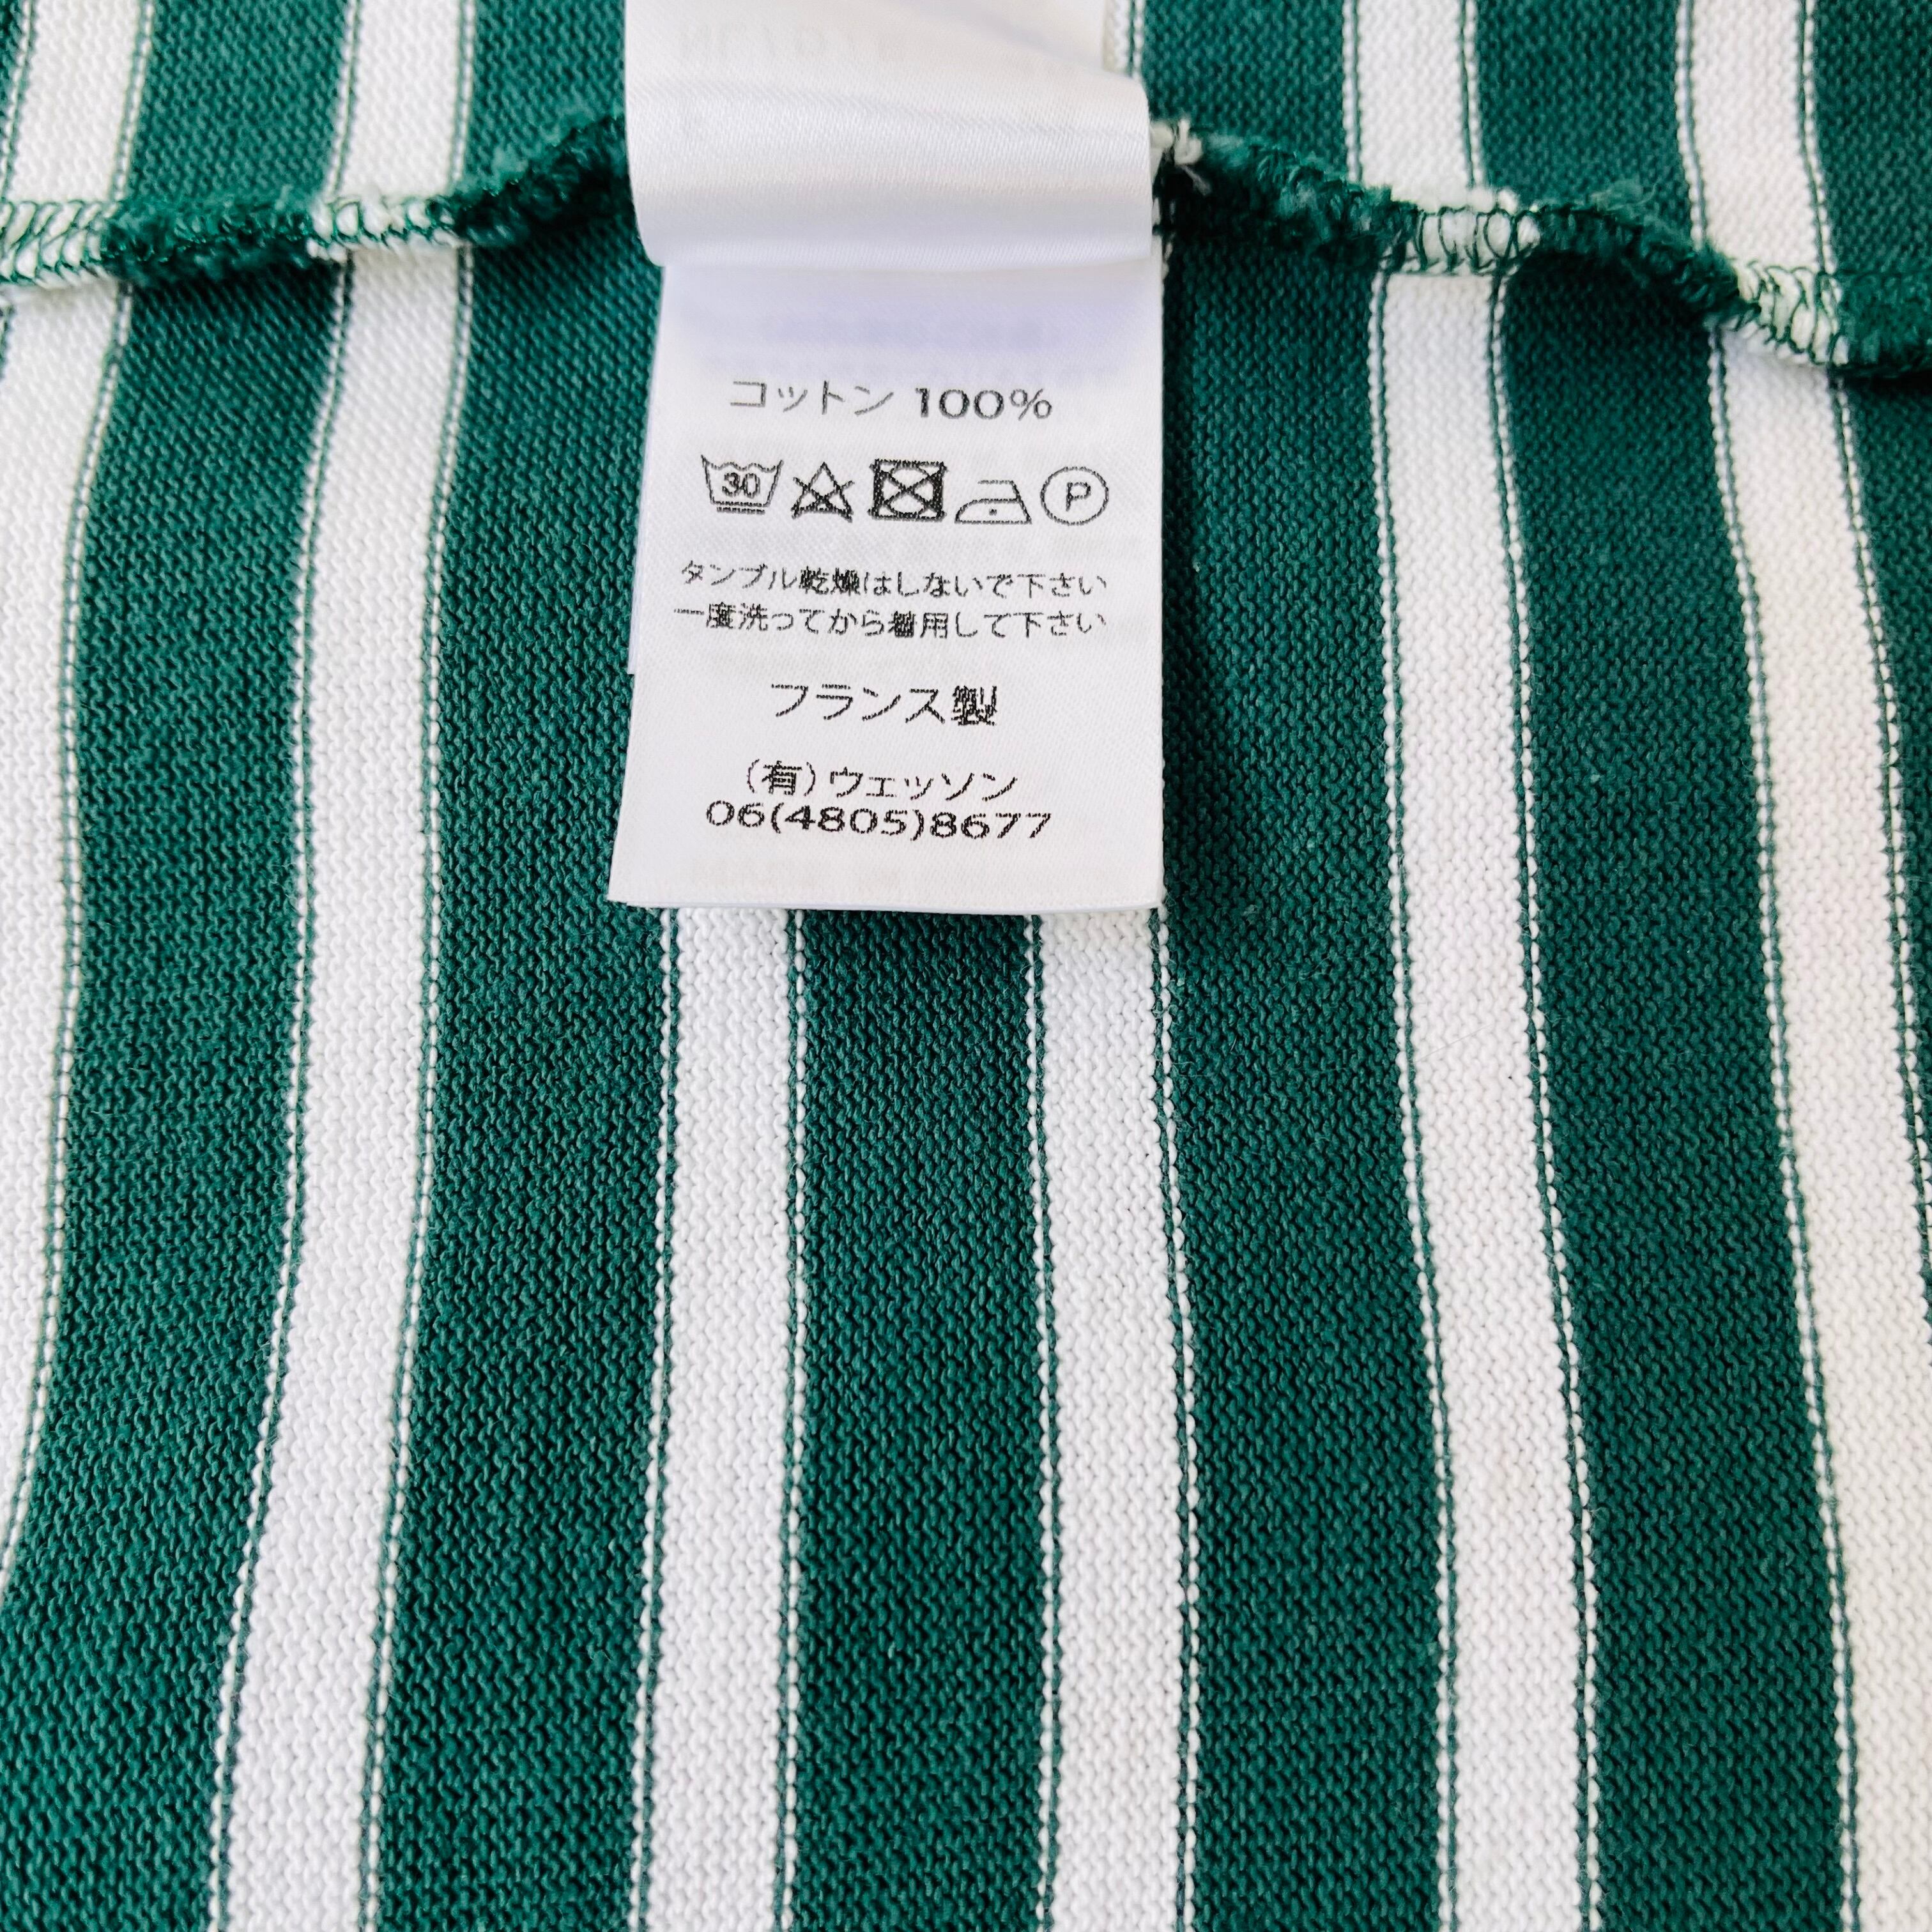 コットン 100%
30 P
タンブル乾燥はしないで下さい
一度洗ってから着用して下さい
フランス製
(有)ウェッソン
06(4805)8677